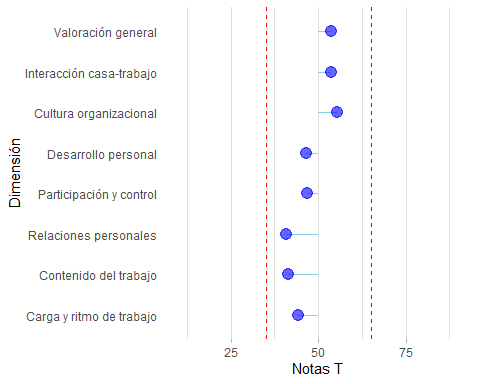 Valoración general
Interacción casa-trabajo
Cultura organizacional
Desarrollo personal
Participación y control
Relaciones personales
Contenido del trabajo
Carga y ritmo de trabajo
Dimensión
25 50 75
Notas T